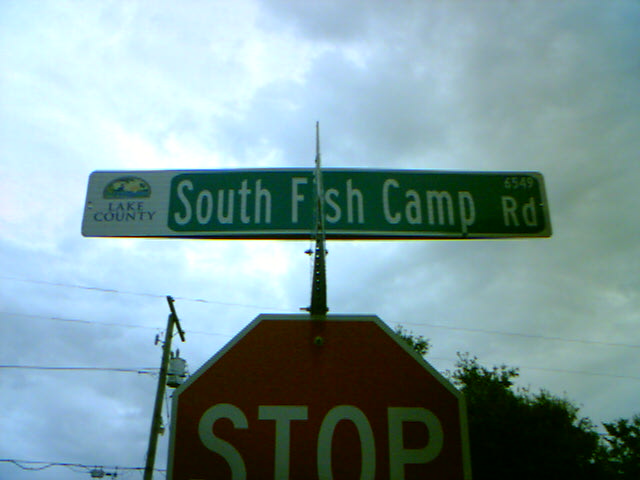 LAKE
COUNTY
South Fish Camp Rd
6549
STOP